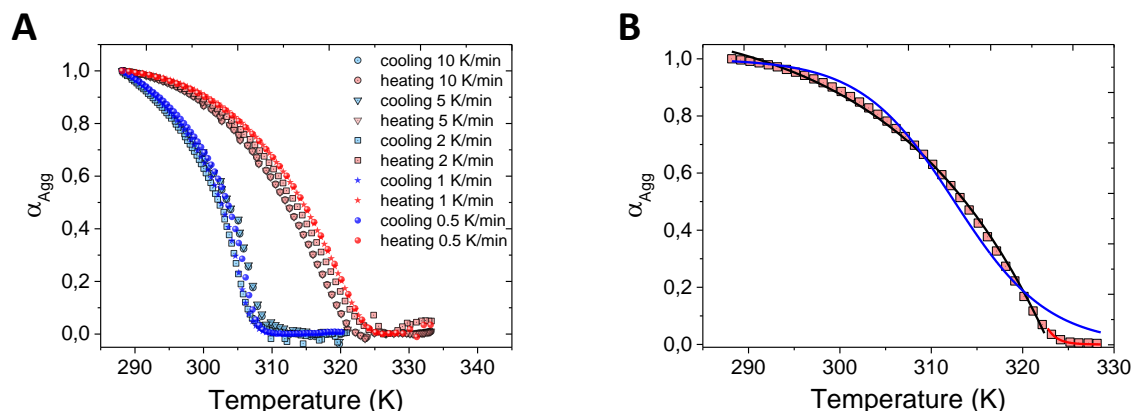 A
B
1,0
0,8
0,6
0,4
0,2
0,0
αAgg
290
300
310
320
330
340
Temperature (K)
cooling 10 K/min
heating 10 K/min
cooling 5 K/min
heating 5 K/min
cooling 2 K/min
heating 2 K/min
cooling 1 K/min
heating 1 K/min
cooling 0.5 K/min
heating 0.5 K/min
1,0
0,8
0,6
0,4
0,2
0,0
αAgg
290
300
310
320
330
Temperature (K)